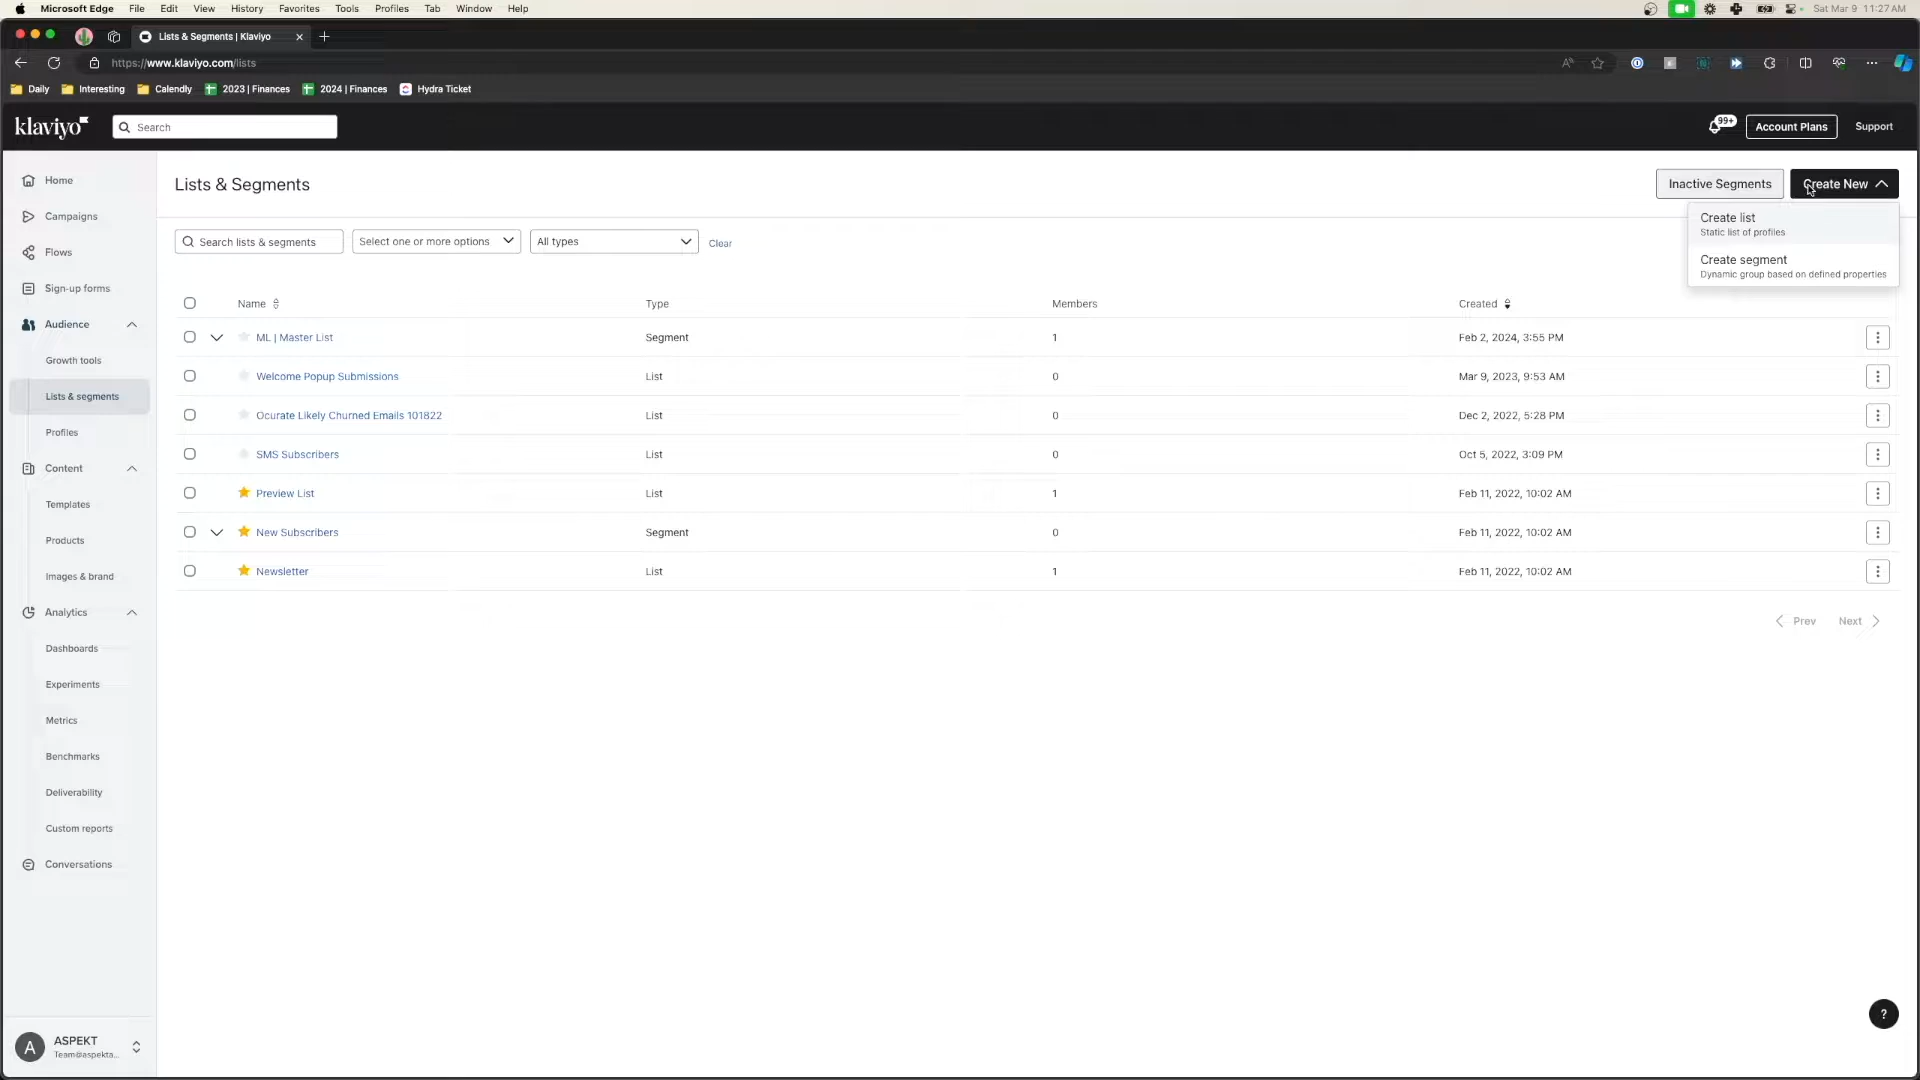 Microsoft Edge File Edit View History Favorites Tools Profiles Tab Window Help Sat Mar 9 11:27 AM
Lists & Segments | Klaviyo
https://www.klaviyo.com/lists
Daily Interesting Calendly 2023 | Finances 2024 | Finances Hydra Ticket
klaviyo Search 99+ Account Plans Support
Home
Campaigns
Flows
Sign-up forms
Audience
Growth tools
Lists & segments
Profiles
Content
Templates
Products
Images & brand
Analytics
Dashboards
Experiments
Metrics
Benchmarks
Deliverability
Custom reports
Conversations
A ASPEKT
Team@aspekta...
Lists & Segments Inactive Segments Create New
Create list
Static list of profiles
Create segment
Dynamic group based on defined properties
Search lists & segments Select one or more options All types Clear
Name Type Members Created
ML | Master List Segment 1 Feb 2, 2024, 3:55 PM
Welcome Popup Submissions List 0 Mar 9, 2023, 9:53 AM
Ocurate Likely Churned Emails 101822 List 0 Dec 2, 2022, 5:28 PM
SMS Subscribers List 0 Oct 5, 2022, 3:09 PM
Preview List List 1 Feb 11, 2022, 10:02 AM
New Subscribers Segment 0 Feb 11, 2022, 10:02 AM
Newsletter List 1 Feb 11, 2022, 10:02 AM
Prev Next
?